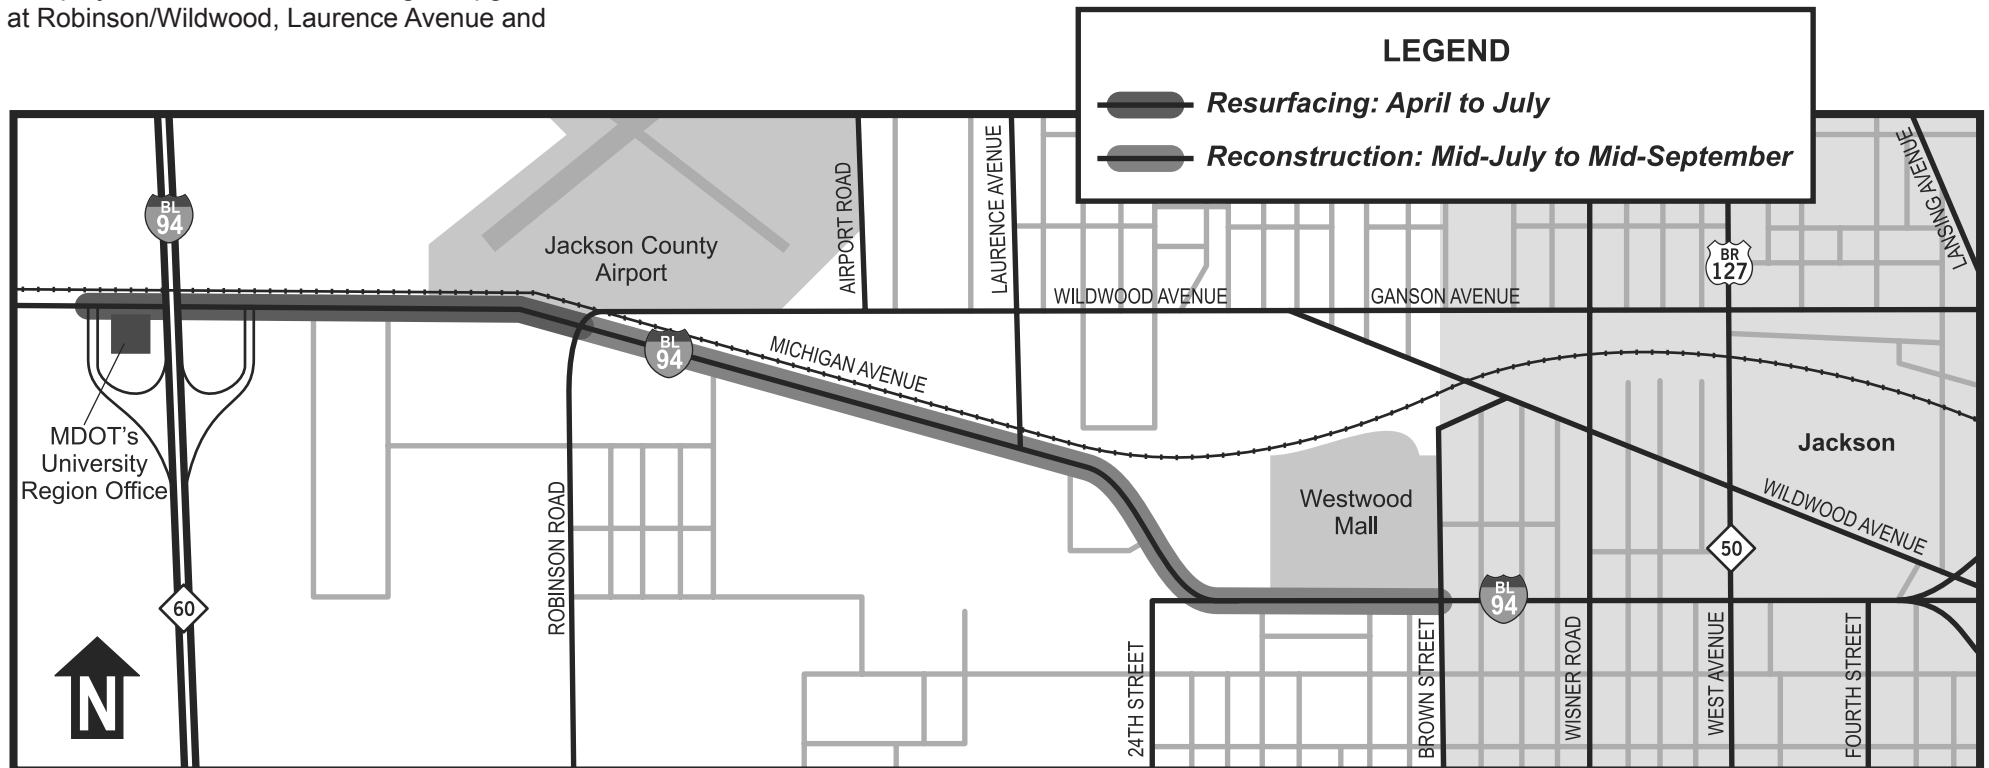 at Robinson/Wildwood, Laurence Avenue and
LEGEND
Resurfacing: April to July
Reconstruction: Mid-July to Mid-September
BL
94
Jackson County
Airport
AIRPORT ROAD
LAURENCE AVENUE
WILDWOOD AVENUE
GANSON AVENUE
BR
127
LANSING AVENUE
BL
94
MICHIGAN AVENUE
MDOT's
University
Region Office
ROBINSON ROAD
Westwood
Mall
Jackson
WILDWOOD AVENUE
50
60
BL
94
N
24TH STREET
BROWN STREET
WISNER ROAD
WEST AVENUE
FOURTH STREET